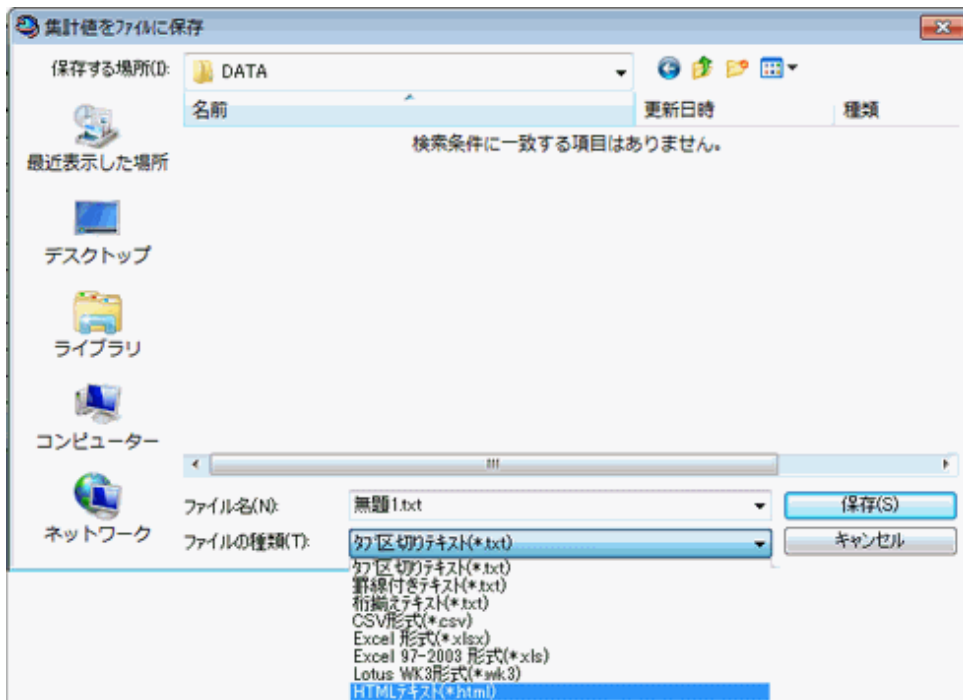 集計値をﾌｧｲﾙに保存
保存する場所(I):
DATA
名前
更新日時
種類
検索条件に一致する項目はありません。
最近表示した場所
デスクトップ
ライブラリ
コンピューター
ネットワーク
ファイル名(N):
無題1.txt
保存(S)
ファイルの種類(T):
ﾀﾌﾞ区切りﾃｷｽﾄ(*.txt)
キャンセル
ﾀﾌﾞ区切りﾃｷｽﾄ(*.txt)
罫線付きﾃｷｽﾄ(*.txt)
桁揃えﾃｷｽﾄ(*.txt)
CSV形式(*.csv)
Excel 形式(*.xlsx)
Excel 97-2003 形式(*.xls)
Lotus WK3形式(*.wk3)
HTMLﾃｷｽﾄ(*.html)